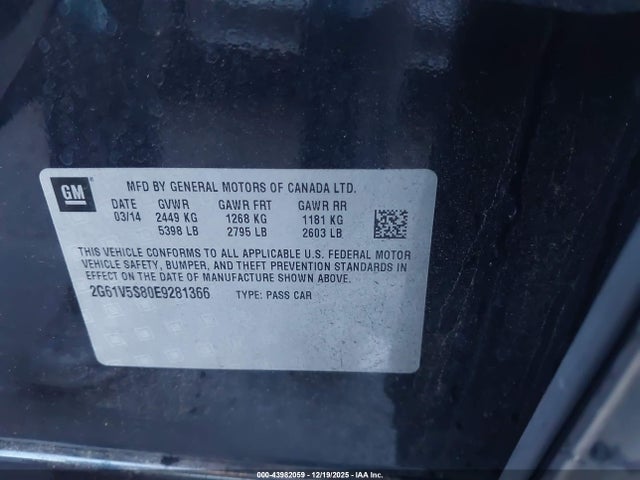 GM
MFD BY GENERAL MOTORS OF CANADA LTD.
DATE GVWR GAWR FRT GAWR RR
03/14 2449 KG 1268 KG 1181 KG
5398 LB 2795 LB 2603 LB
THIS VEHICLE CONFORMS TO ALL APPLICABLE U.S. FEDERAL MOTOR
VEHICLE SAFETY, BUMPER, AND THEFT PREVENTION STANDARDS IN
EFFECT ON THE DATE OF MANUFACTURE SHOWN ABOVE.
2G61V5S80E9281366 TYPE: PASS CAR
000-43982059 - 12/19/2025 - IAA Inc.